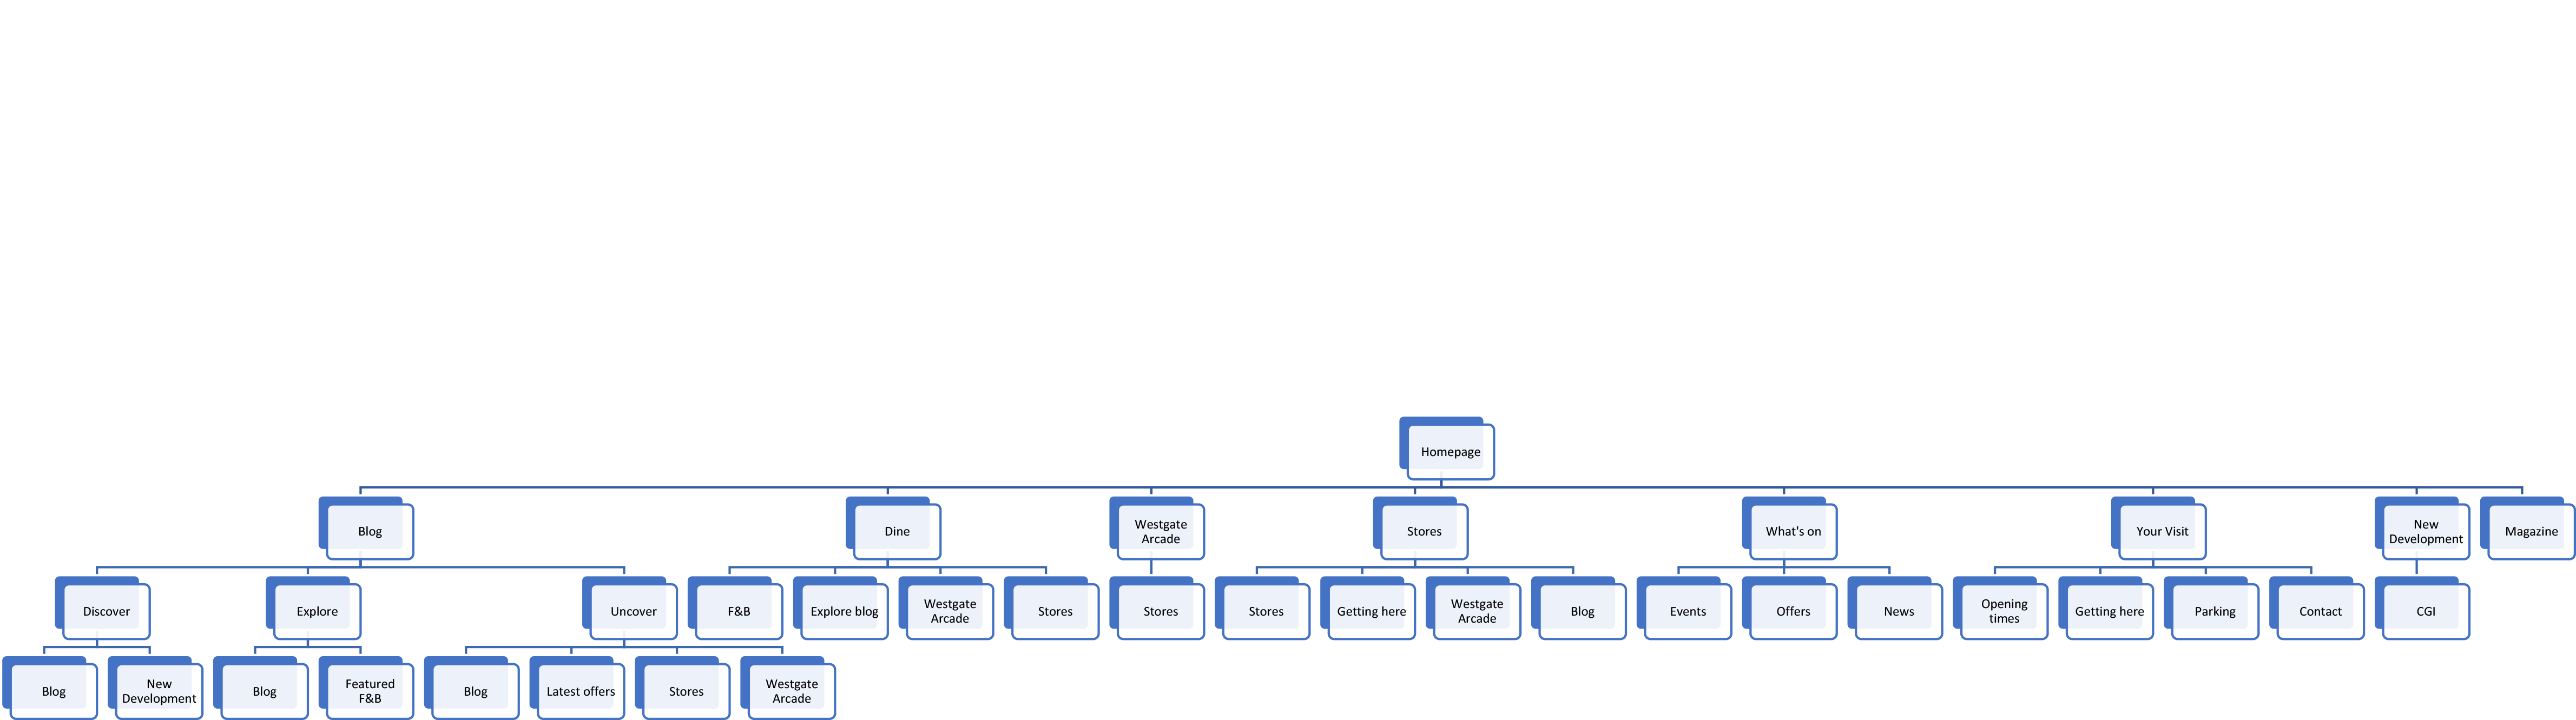 Homepage
Blog
Dine
Westgate
Arcade
Stores
What's on
Your Visit
New
Development
Magazine
Discover
Explore
Uncover
F&B
Explore blog
Westgate
Arcade
Stores
Stores
Stores
Getting here
Westgate
Arcade
Blog
Events
Offers
News
Opening
times
Getting here
Parking
Contact
CGI
Blog
New
Development
Blog
Featured
F&B
Blog
Latest offers
Stores
Westgate
Arcade